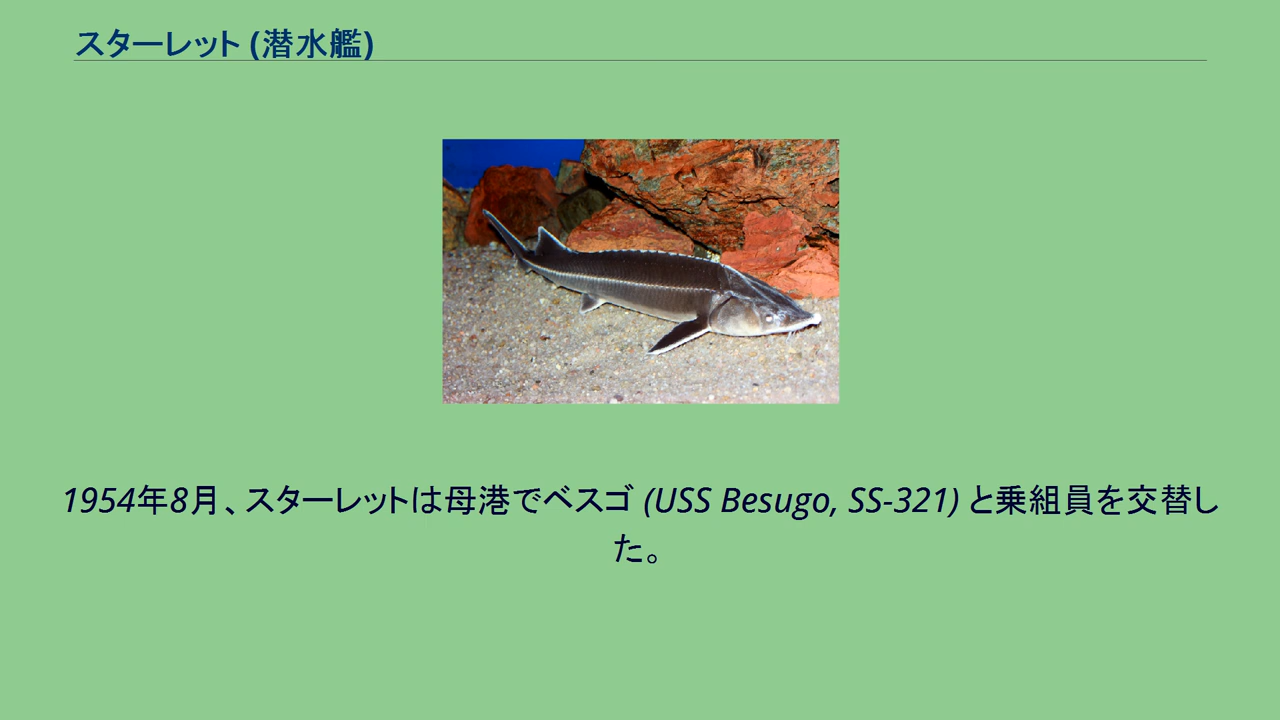 スターレット (潜水艦)
1954年8月、スターレットは母港でベスゴ (USS Besugo, SS-321) と乗組員を交替し
た。